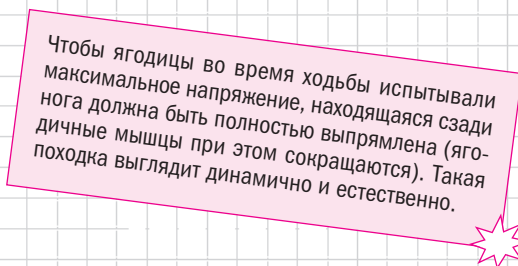 Чтобы ягодицы во время ходьбы испытывали
максимальное напряжение, находящаяся сзади
нога должна быть полностью выпрямлена (яго-
дичные мышцы при этом сокращаются). Такая
походка выглядит динамично и естественно.